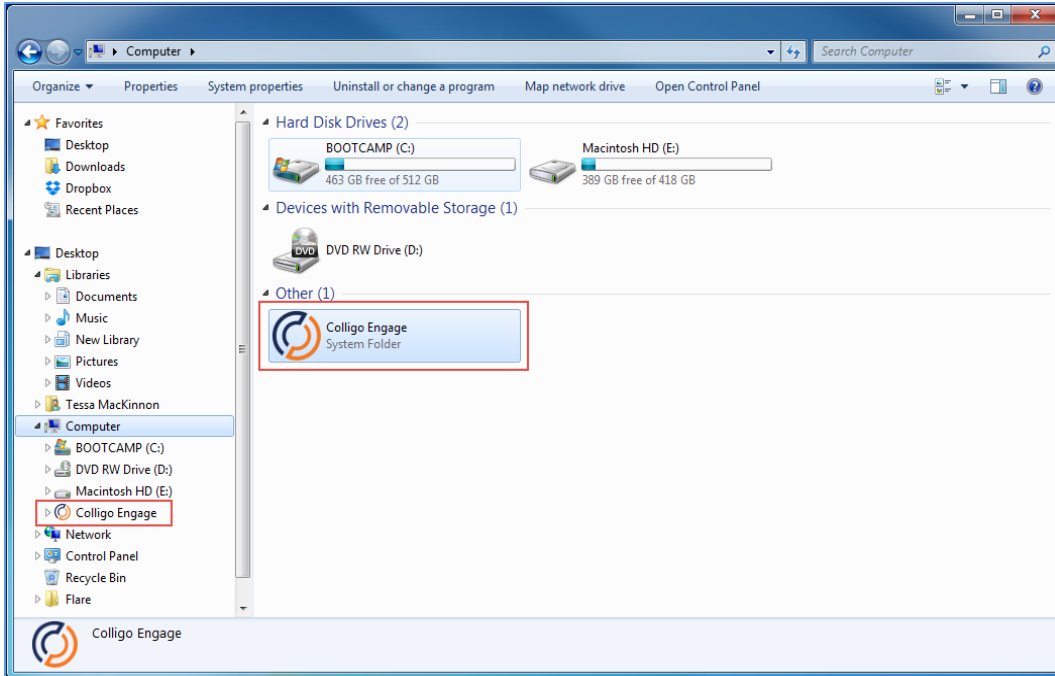 Computer
Search Computer
Organize Properties System properties Uninstall or change a program Map network drive Open Control Panel
Favorites
Desktop
Downloads
Dropbox
Recent Places
Desktop
Libraries
Documents
Music
New Library
Pictures
Videos
Tessa MacKinnon
Computer
BOOTCAMP (C:)
DVD RW Drive (D:)
Macintosh HD (E:)
Colligo Engage
Network
Control Panel
Recycle Bin
Flare
Hard Disk Drives (2)
BOOTCAMP (C:)
463 GB free of 512 GB
Macintosh HD (E:)
389 GB free of 418 GB
Devices with Removable Storage (1)
DVD
DVD RW Drive (D:)
Other (1)
Colligo Engage
System Folder
Colligo Engage